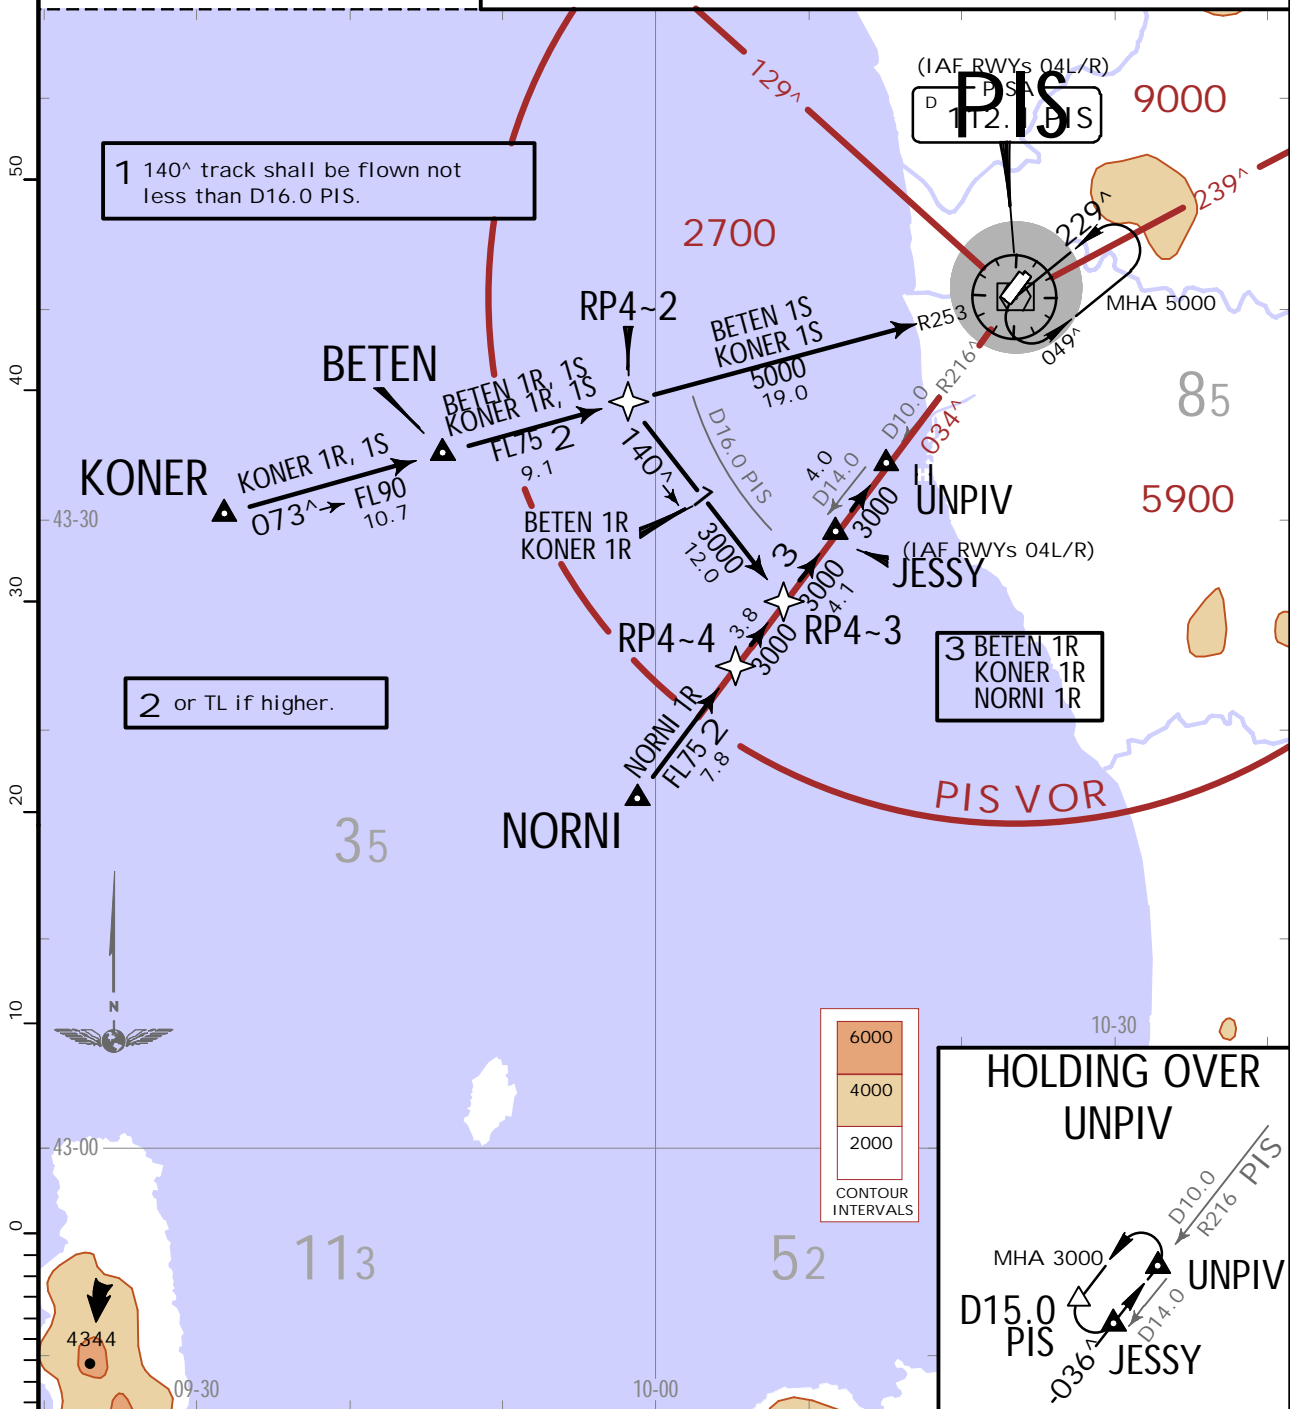 (IAF RWYs 04L/R)
PISA
PIS
D
112.1 PIS
129^
9000
50
1 140^ track shall be flown not
less than D16.0 PIS.
239^
229^
2700
MHA 5000
049^
RP4~2
BETEN 1S
KONER 1S
5000
19.0
R253
R216^
BETEN
BETEN 1R, 1S
KONER 1R, 1S
FL75 2
9.1
40
85
D10.0
034^
D16.0 PIS
KONER
KONER 1R, 1S
073^
FL90
10.7
140^
1
4.0
D14.0
H
UNPIV
5900
43-30
BETEN 1R
KONER 1R
3000
12.0
3000
3
(IAF RWYs 04L/R)
JESSY
3000
4.1
30
RP4~4
3.8
3000
RP4~3
3 BETEN 1R
KONER 1R
NORNI 1R
2 or TL if higher.
NORNI 1R
FL75 2
7.8
20
NORNI
PIS VOR
35
N
10
10-30
6000
4000
2000
CONTOUR
INTERVALS
HOLDING OVER
UNPIV
43-00
D10.0
R216 PIS
MHA 3000
UNPIV
D15.0
PIS
D14.0
JESSY
-036^
0
113
52
4344
09-30
10-00